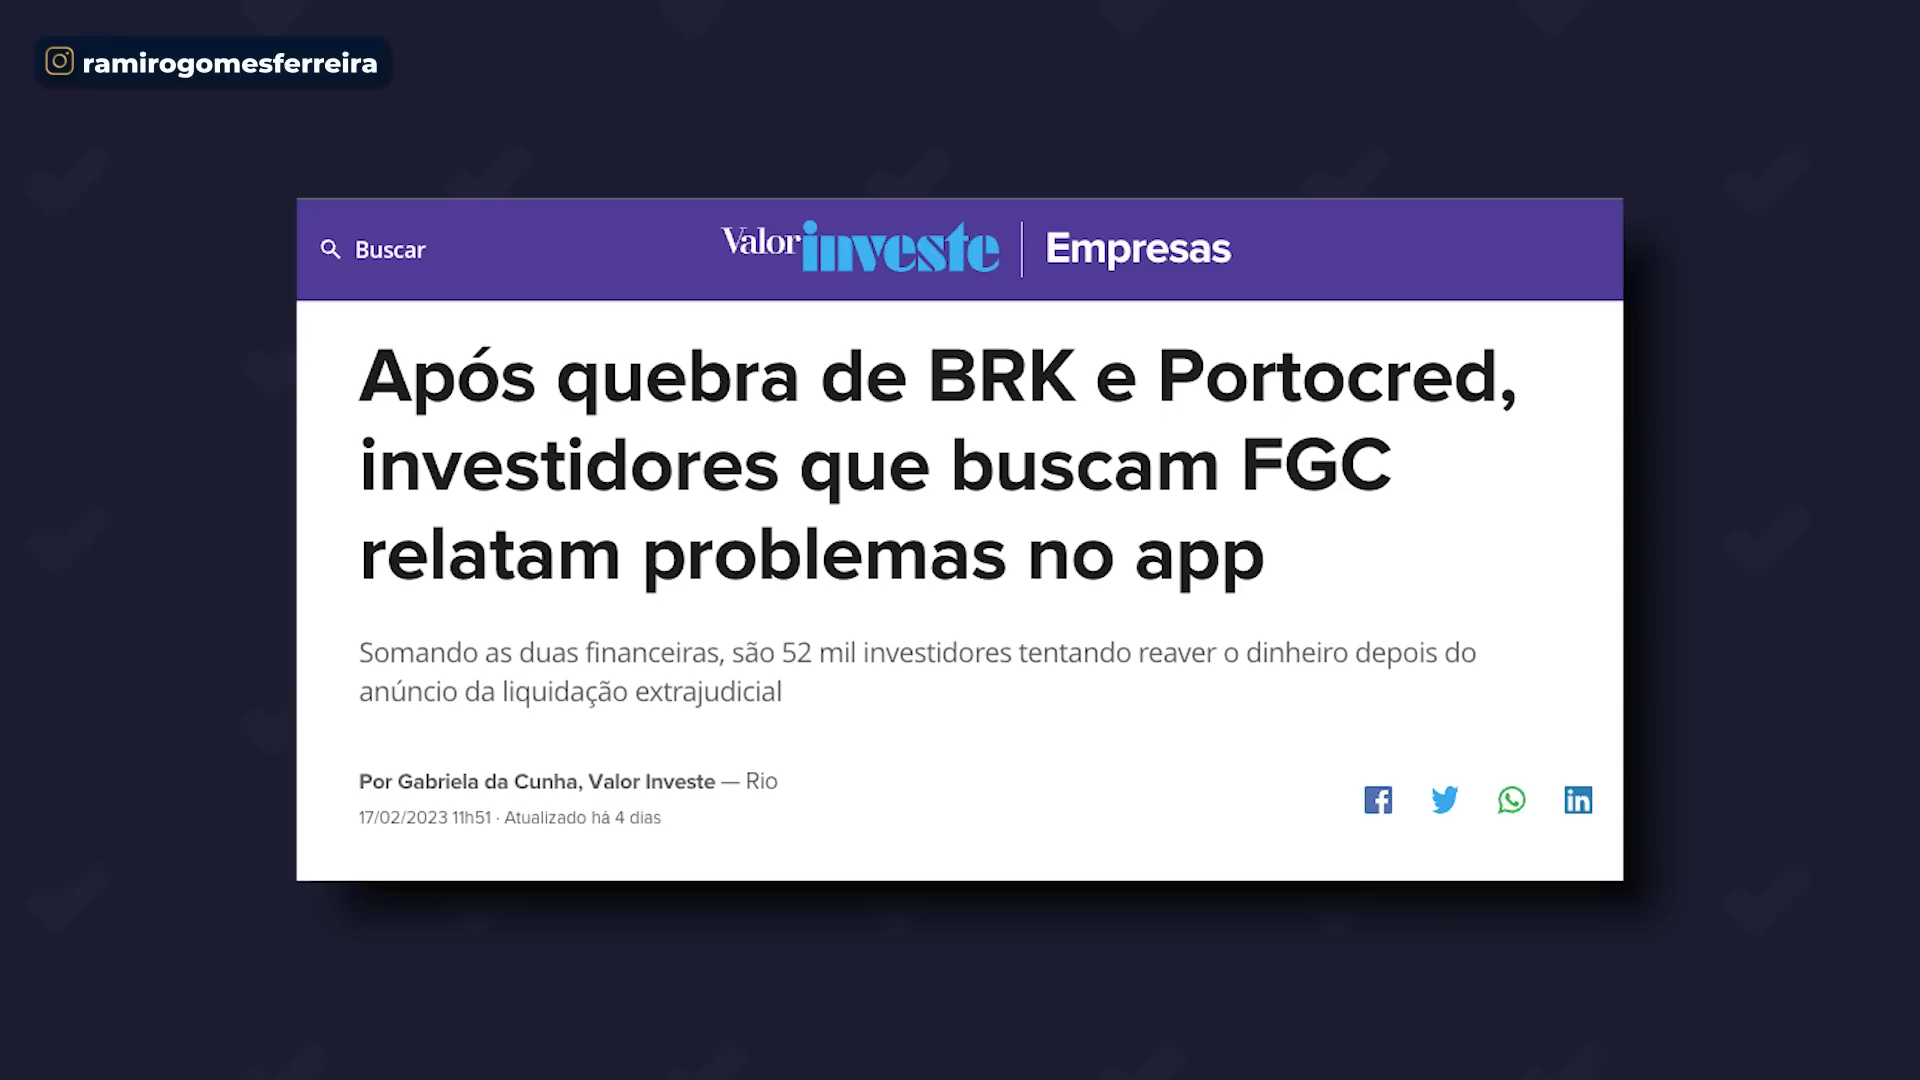 ramirogomesferreira
Buscar
Valor investe | Empresas
Após quebra de BRK e Portocred,
investidores que buscam FGC
relatam problemas no app
Somando as duas financeiras, são 52 mil investidores tentando reaver o dinheiro depois do
anúncio da liquidação extrajudicial
Por Gabriela da Cunha, Valor Investe — Rio
17/02/2023 11h51 · Atualizado há 4 dias